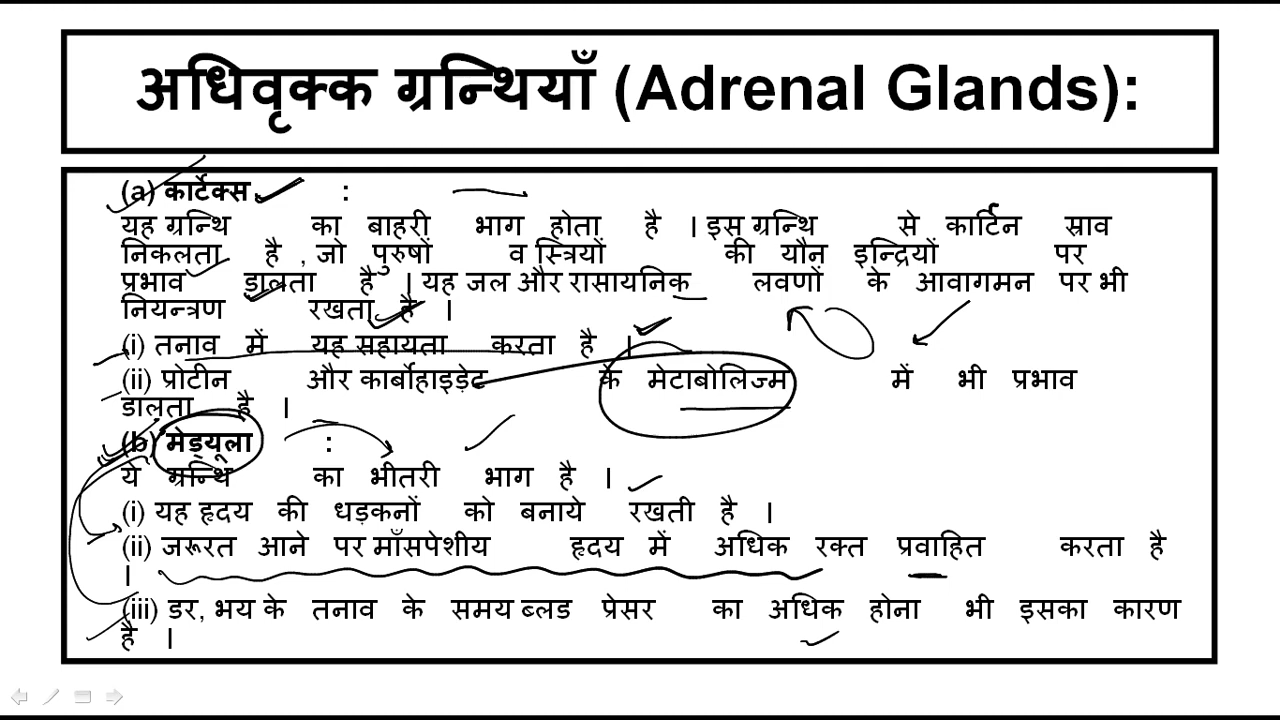 अधिवृक्क ग्रन्थियाँ (Adrenal Glands):
(a) कार्टेक्स :
यह ग्रन्थि का बाहरी भाग होता है । इस ग्रन्थि से कार्टिन स्राव
निकलता है , जो पुरुषों व स्त्रियों की यौन इन्द्रियों पर
प्रभाव डालता है । यह जल और रासायनिक लवणों के आवागमन पर भी
नियन्त्रण रखता है ।
(i) तनाव में यह सहायता करता है ।
(ii) प्रोटीन और कार्बोहाइड्रेट के मेटाबोलिज्म में भी प्रभाव
डालता है ।
(b) मेड्यूला :
ये ग्रन्थि का भीतरी भाग है ।
(i) यह हृदय की धड़कनों को बनाये रखती है ।
(ii) जरूरत आने पर माँसपेशीय हृदय में अधिक रक्त प्रवाहित करता है
।
(iii) डर, भय के तनाव के समय ब्लड प्रेसर का अधिक होना भी इसका कारण
है ।